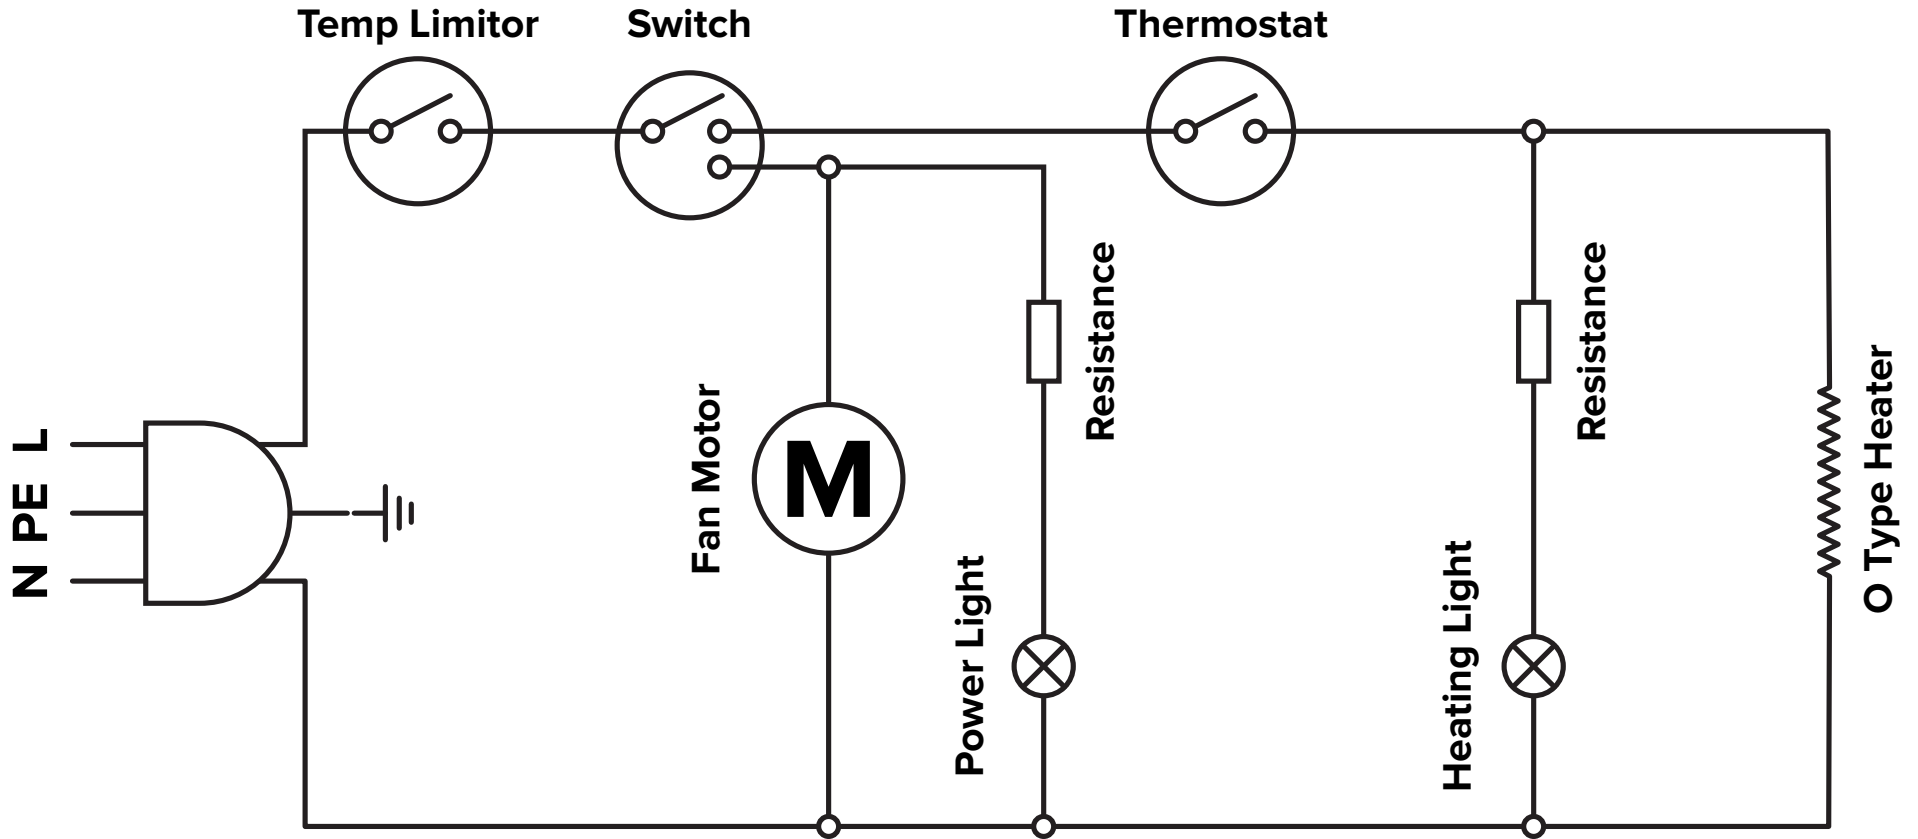 Temp Limitor
Switch
Thermostat
L
PE
N
Fan Motor
M
Power Light
Resistance
Heating Light
Resistance
O Type Heater